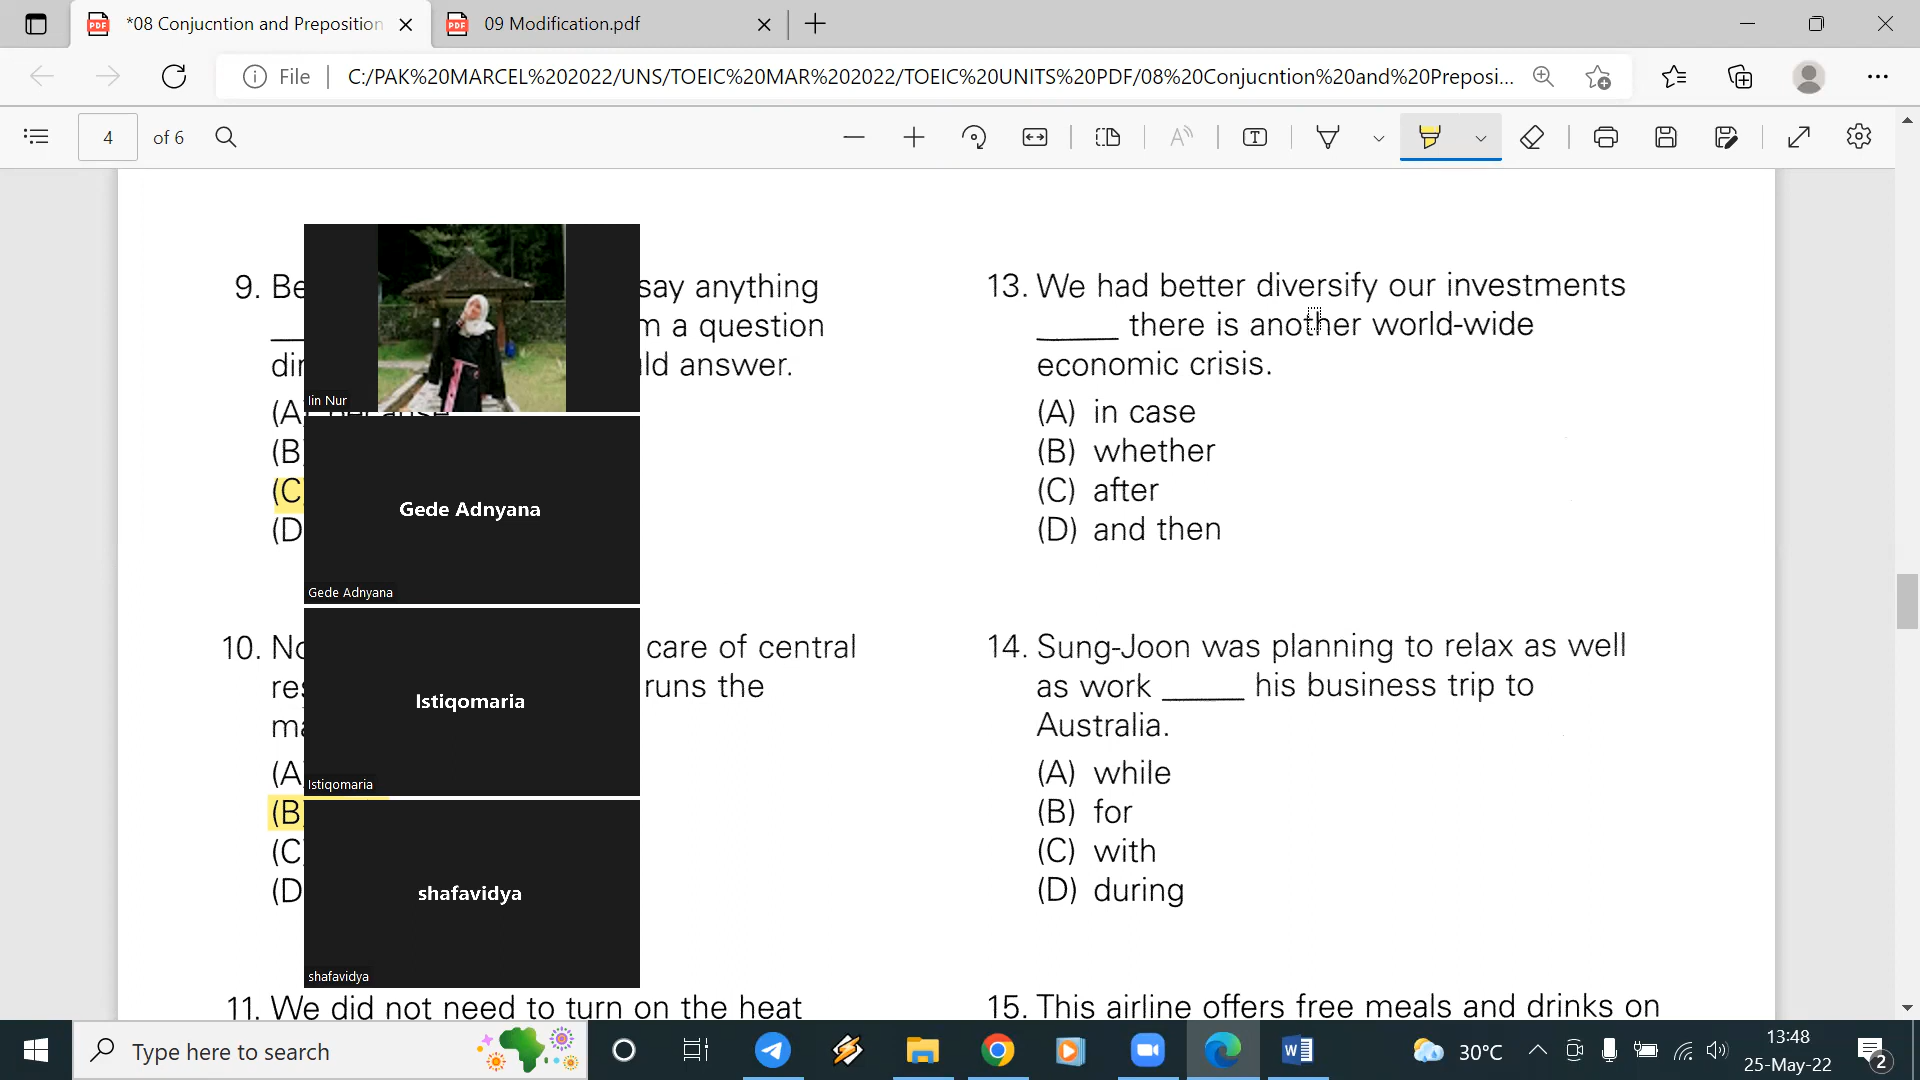 *08 Conjucntion and Preposition
09 Modification.pdf
File
C:/PAK%20MARCEL%202022/UNS/TOEIC%20MAR%202022/TOEIC%20UNITS%20PDF/08%20Conjucntion%20and%20Preposi...
4 of 6
9. Be say anything
m a question
dir ld answer.
(A) because
(B)
(C)
(D)
10. No care of central
res runs the
ma
(A)
(B)
(C)
(D)
11. We did not need to turn on the heat
Iin Nur
Gede Adnyana
Gede Adnyana
Istiqomaria
Istiqomaria
shafavidya
shafavidya
13. We had better diversify our investments
_____ there is another world-wide
economic crisis.
(A) in case
(B) whether
(C) after
(D) and then
14. Sung-Joon was planning to relax as well
as work _____ his business trip to
Australia.
(A) while
(B) for
(C) with
(D) during
15. This airline offers free meals and drinks on
Type here to search
30°C
13:48
25-May-22
2